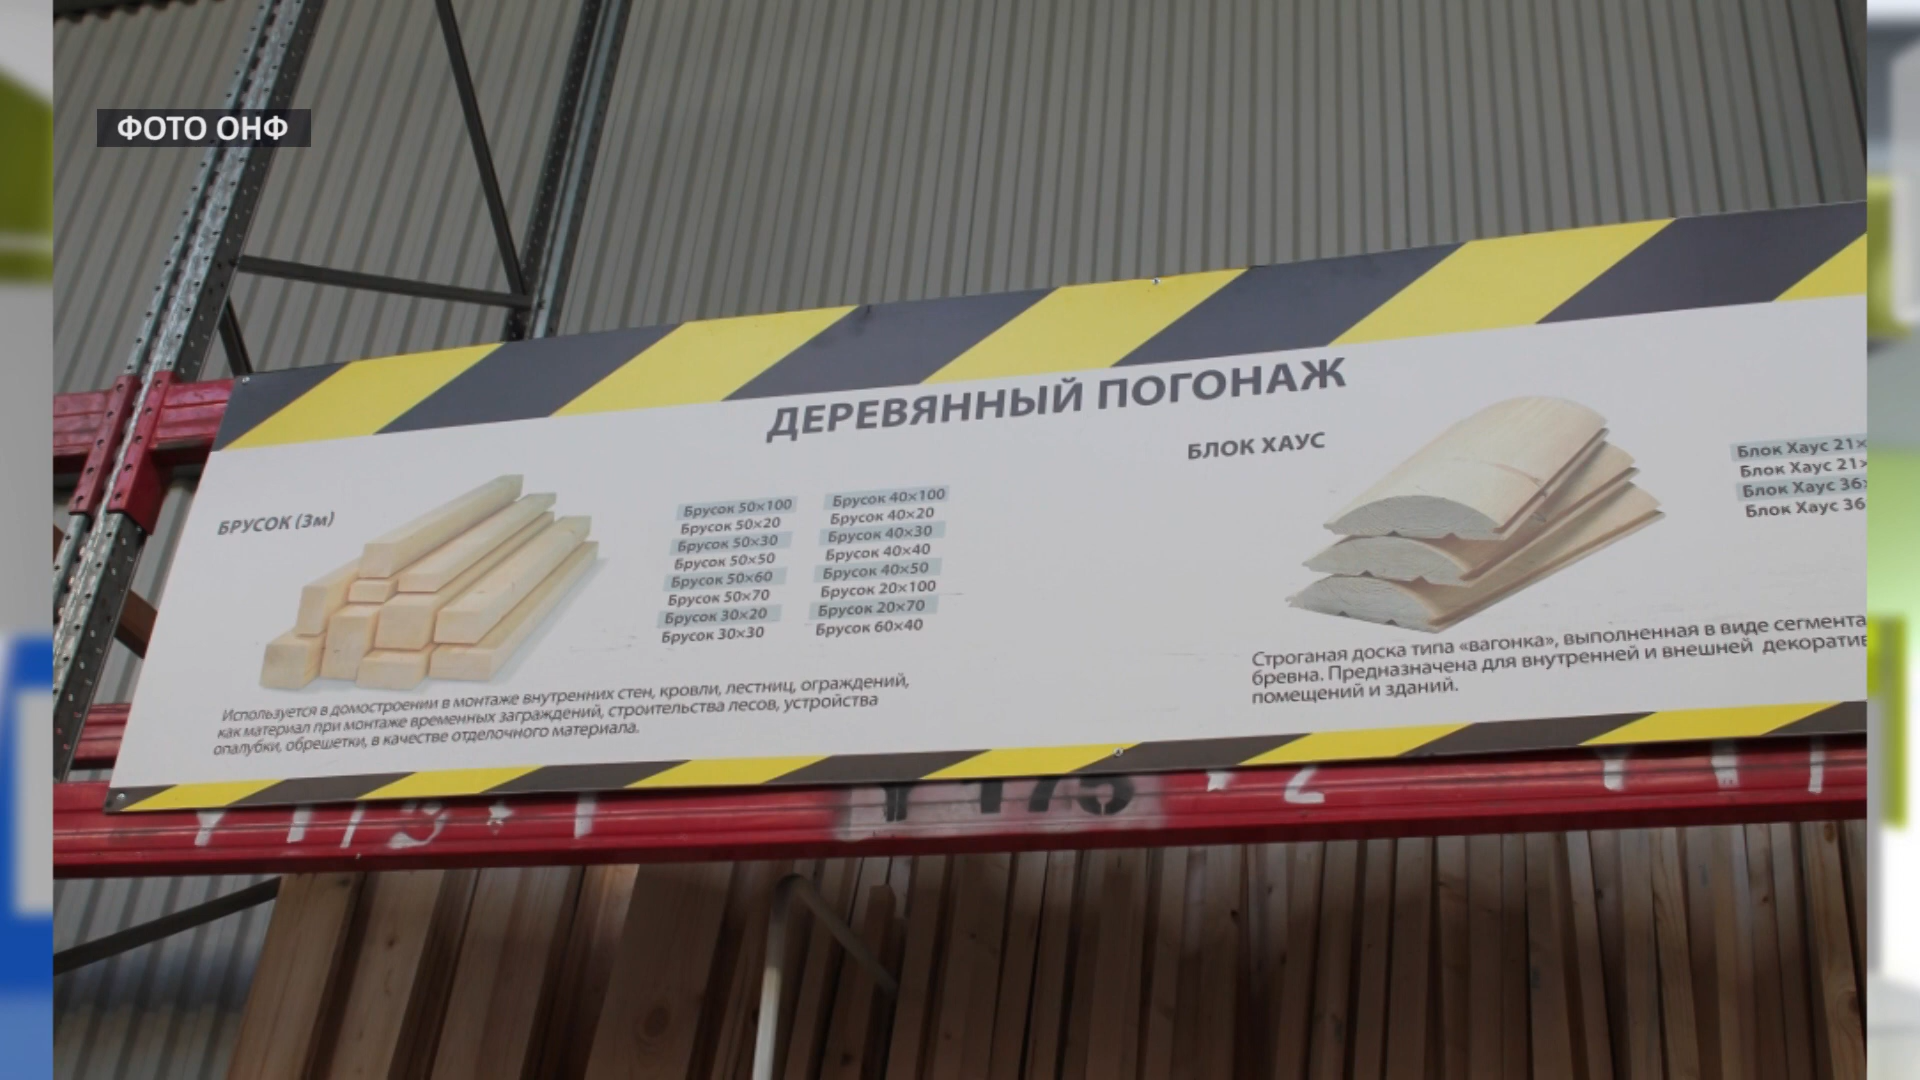 ФОТО ОНФ
ДЕРЕВЯННЫЙ ПОГОНАЖ
БРУСОК (3м)
Брусок 50×100
Брусок 50×20
Брусок 50×30
Брусок 50×50
Брусок 50×60
Брусок 50×70
Брусок 30×20
Брусок 30×30
Брусок 40×100
Брусок 40×20
Брусок 40×30
Брусок 40×40
Брусок 40×50
Брусок 20×100
Брусок 20×70
Брусок 60×40
Используется в домостроении в монтаже внутренних стен, кровли, лестниц, ограждений,
как материал при монтаже временных заграждений, строительства лесов, устройства
опалубки, обрешетки, в качестве отделочного материала.
БЛОК ХАУС
Блок Хаус 21×
Блок Хаус 21×
Блок Хаус 36×
Блок Хаус 36
Строганая доска типа «вагонка», выполненная в виде сегмента
бревна. Предназначена для внутренней и внешней декоратив
помещений и зданий.